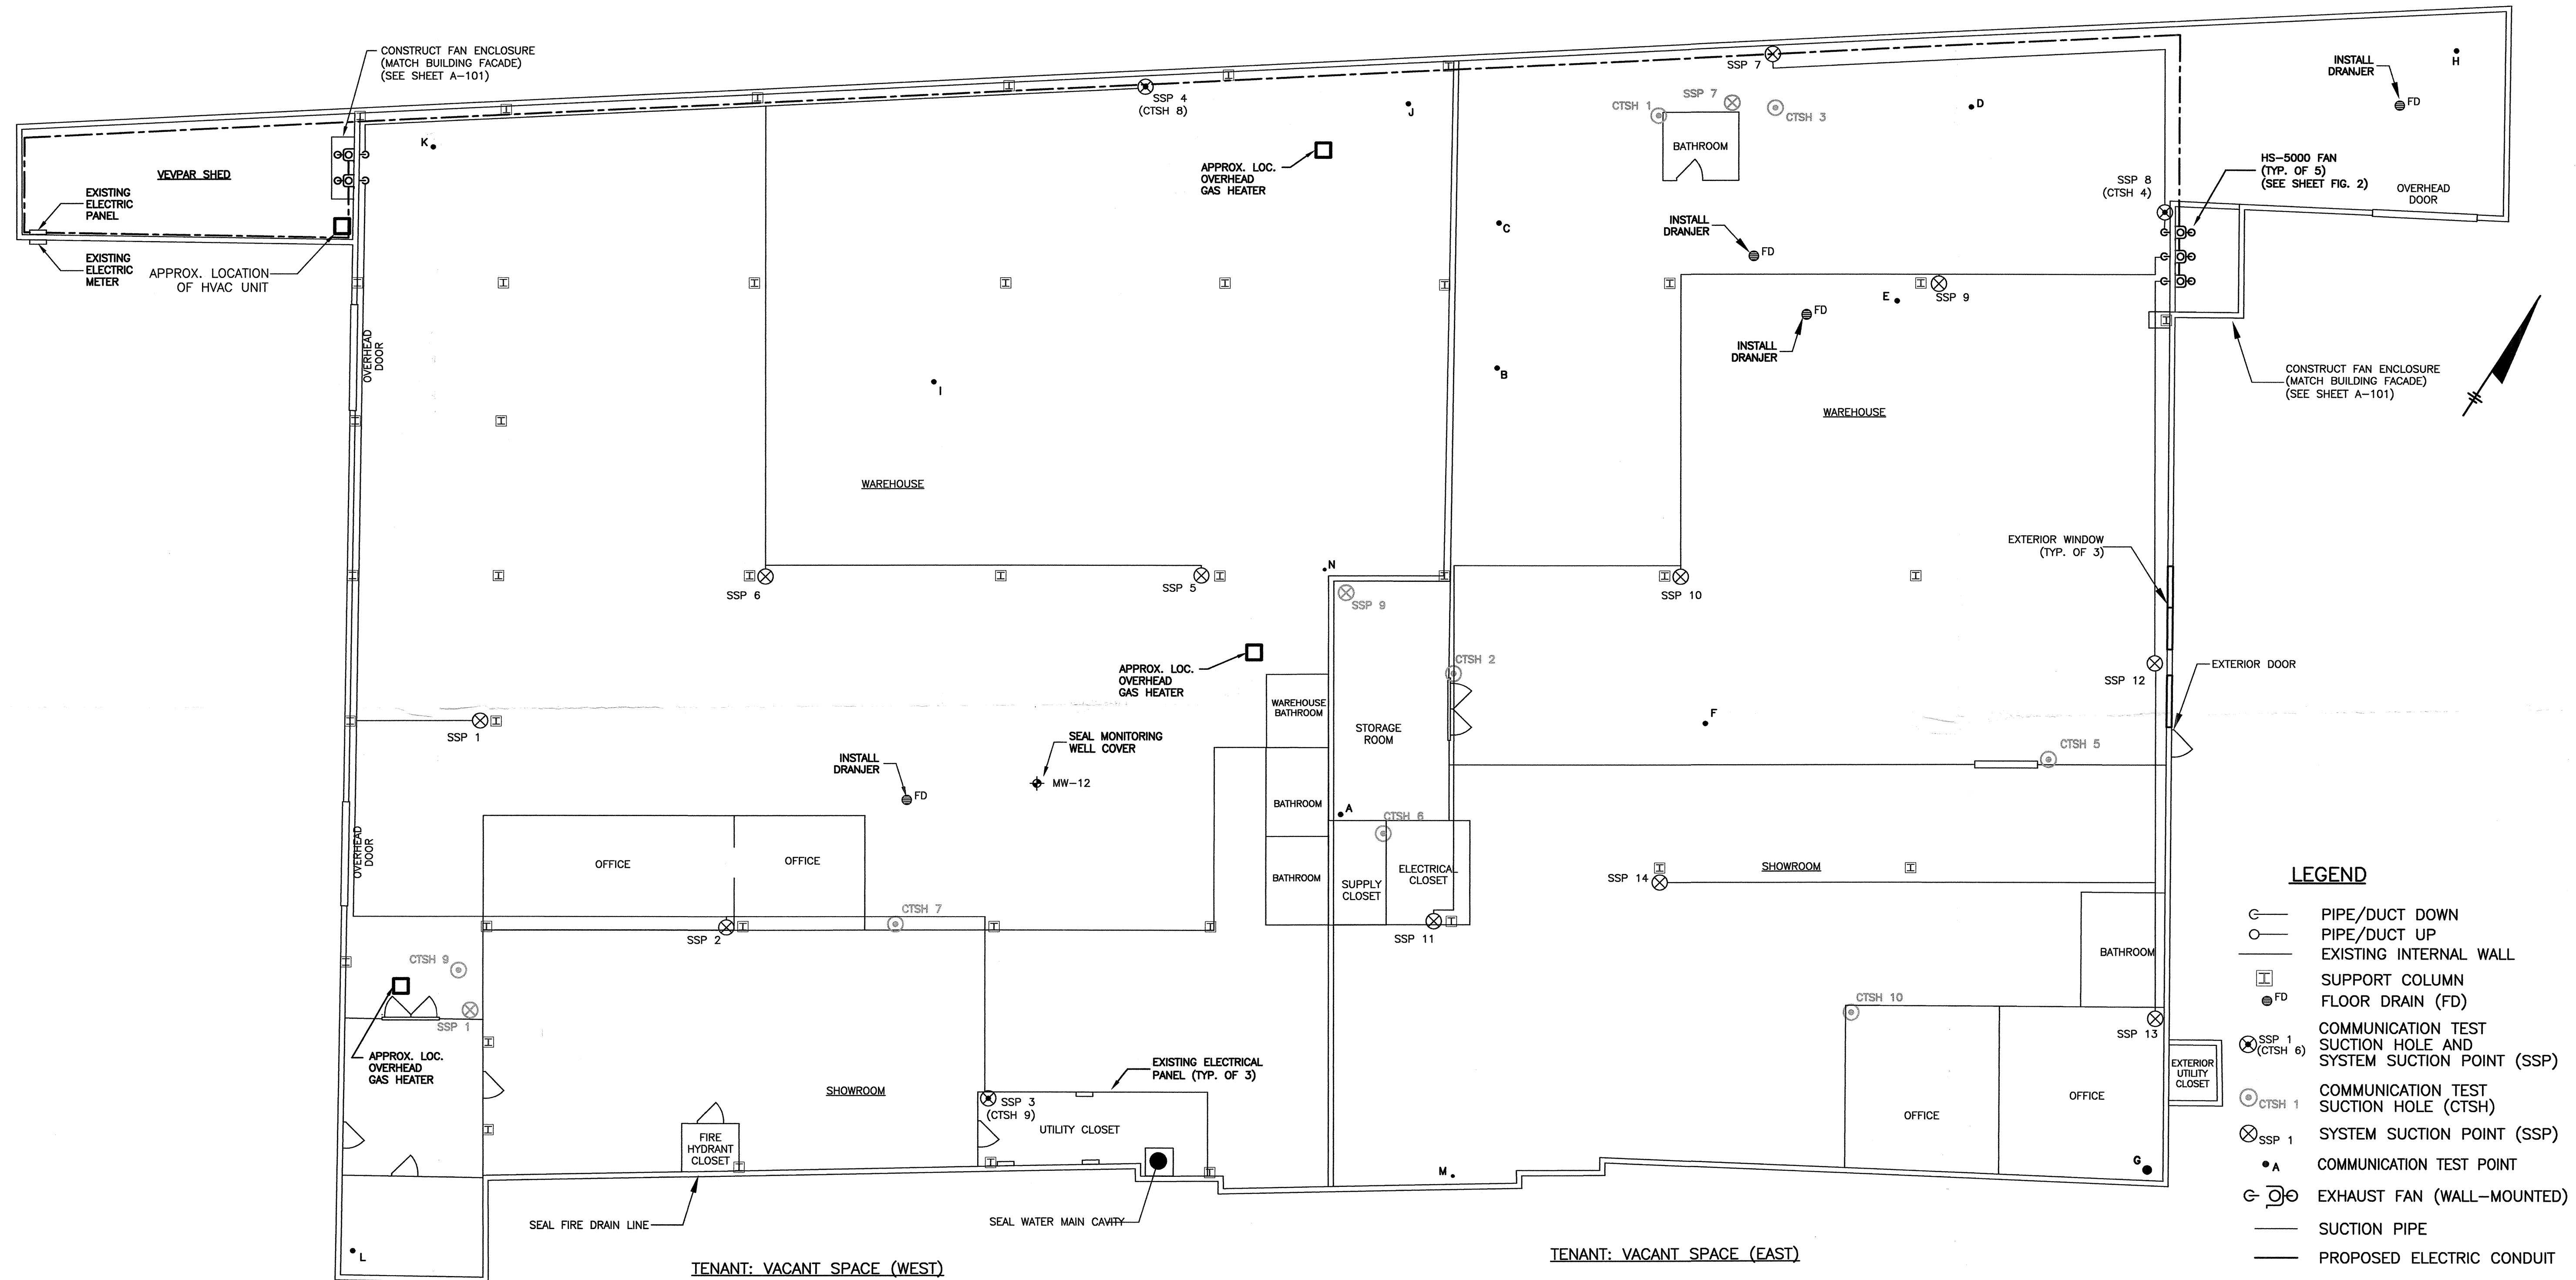 CONSTRUCT FAN ENCLOSURE
(MATCH BUILDING FACADE)
(SEE SHEET A-101)
VEVPAR SHED
EXISTING
ELECTRIC
PANEL
EXISTING
ELECTRIC
METER
APPROX. LOCATION
OF HVAC UNIT
K
SSP 4
(CTSH 8)
J
APPROX. LOC.
OVERHEAD
GAS HEATER
SSP 7
CTSH 1
SSP 7
CTSH 3
BATHROOM
D
INSTALL
DRANJER
FD
H
HS-5000 FAN
(TYP. OF 5)
(SEE SHEET FIG. 2)
OVERHEAD
DOOR
SSP 8
(CTSH 4)
C
INSTALL
DRANJER
FD
E
SSP 9
INSTALL
DRANJER
FD
CONSTRUCT FAN ENCLOSURE
(MATCH BUILDING FACADE)
(SEE SHEET A-101)
OVERHEAD
DOOR
I
B
WAREHOUSE
WAREHOUSE
EXTERIOR WINDOW
(TYP. OF 3)
SSP 6
SSP 5
N
SSP 9
SSP 10
APPROX. LOC.
OVERHEAD
GAS HEATER
CTSH 2
EXTERIOR DOOR
SSP 12
WAREHOUSE
BATHROOM
STORAGE
ROOM
F
SSP 1
SEAL MONITORING
WELL COVER
MW-12
INSTALL
DRANJER
FD
CTSH 5
BATHROOM
A
CTSH 6
OVERHEAD
DOOR
OFFICE
OFFICE
BATHROOM
SUPPLY
CLOSET
ELECTRICAL
CLOSET
SSP 14
SHOWROOM
CTSH 7
SSP 2
SSP 11
BATHROOM
CTSH 9
SSP 1
CTSH 10
SSP 13
APPROX. LOC.
OVERHEAD
GAS HEATER
SHOWROOM
EXISTING ELECTRICAL
PANEL (TYP. OF 3)
SSP 3
(CTSH 9)
UTILITY CLOSET
FIRE
HYDRANT
CLOSET
OFFICE
OFFICE
EXTERIOR
UTILITY
CLOSET
M
G
SEAL FIRE DRAIN LINE
SEAL WATER MAIN CAVITY
L
TENANT: VACANT SPACE (WEST)
TENANT: VACANT SPACE (EAST)
LEGEND
PIPE/DUCT DOWN
PIPE/DUCT UP
EXISTING INTERNAL WALL
SUPPORT COLUMN
FD FLOOR DRAIN (FD)
SSP 1
(CTSH 6)
COMMUNICATION TEST
SUCTION HOLE AND
SYSTEM SUCTION POINT (SSP)
CTSH 1
COMMUNICATION TEST
SUCTION HOLE (CTSH)
SSP 1 SYSTEM SUCTION POINT (SSP)
A COMMUNICATION TEST POINT
EXHAUST FAN (WALL-MOUNTED)
SUCTION PIPE
PROPOSED ELECTRIC CONDUIT